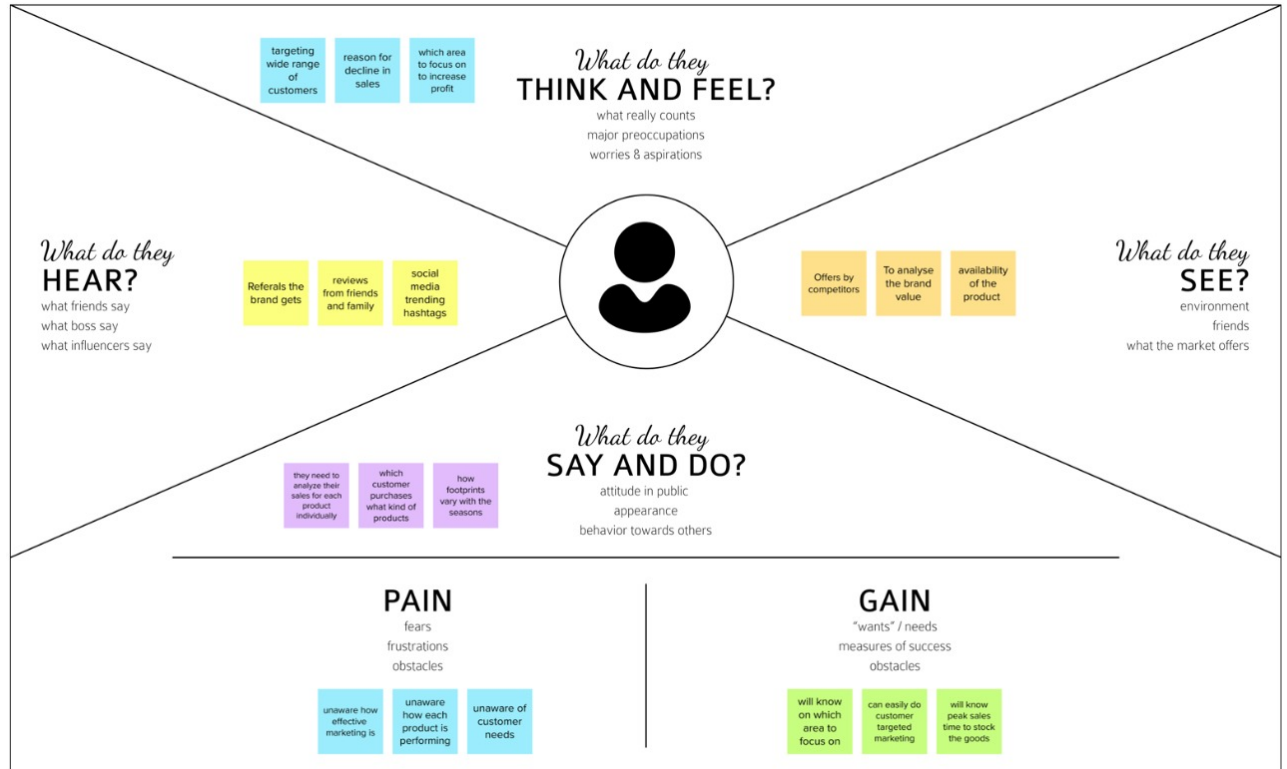 targeting
wide range
of
customers
reason for
decline in
sales
which area
to focus on
to increase
profit
What do they
THINK AND FEEL?
what really counts
major preoccupations
worries & aspirations
What do they
HEAR?
what friends say
what boss say
what influencers say
Referals the
brand gets
reviews
from friends
and family
social
media
trending
hashtags
Offers by
competitors
To analyse
the brand
value
availability
of the
product
What do they
SEE?
environment
friends
what the market offers
What do they
SAY AND DO?
attitude in public
appearance
behavior towards others
they need to
analyze their
sales for each
product
individually
which
customer
purchases
what kind of
products
how
footprints
vary with the
seasons
PAIN
fears
frustrations
obstacles
unaware how
effective
marketing is
unaware
how each
product is
performing
unaware of
customer
needs
GAIN
"wants" / needs
measures of success
obstacles
will know
on which
area to
focus on
can easily do
customer
targeted
marketing
will know
peak sales
time to stock
the goods